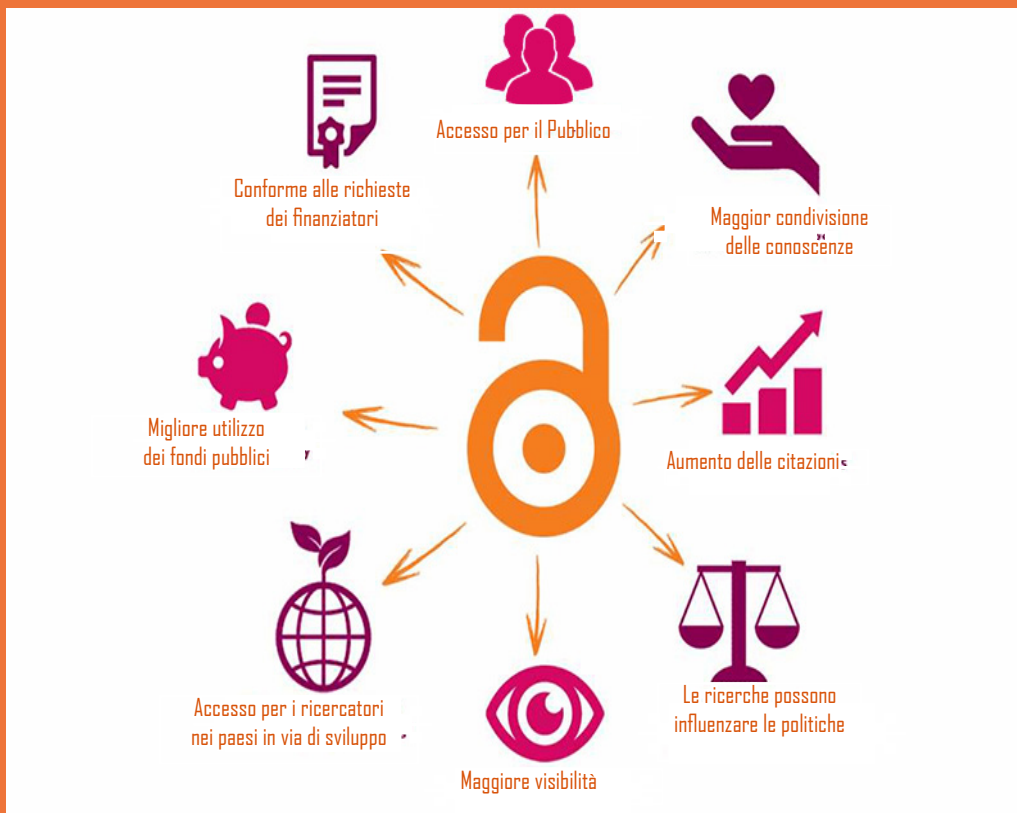 Accesso per il Pubblico
Conforme alle richieste
dei finanziatori
Maggior condivisione
delle conoscenze
Migliore utilizzo
dei fondi pubblici
Aumento delle citazioni
Accesso per i ricercatori
nei paesi in via di sviluppo
Le ricerche possono
influenzare le politiche
Maggiore visibilità